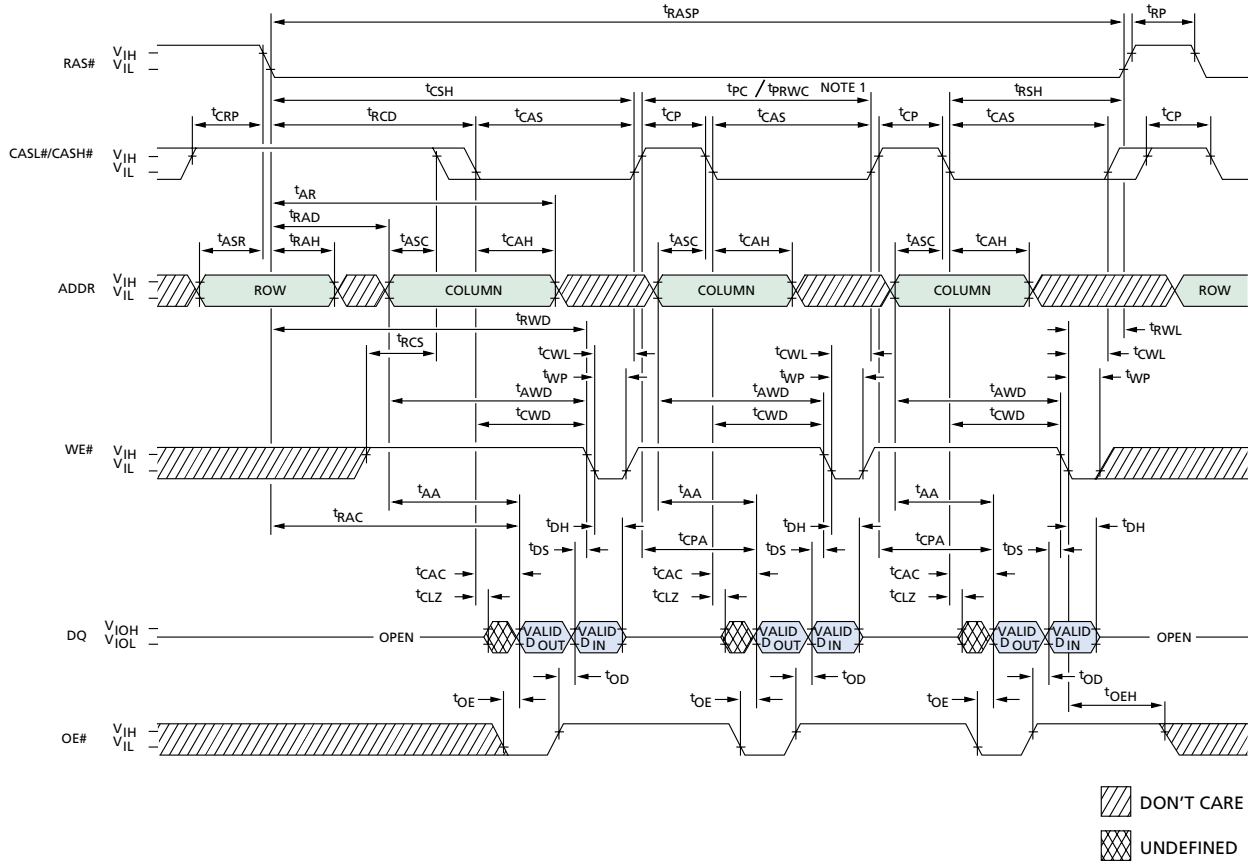 tRASP tRP
RAS# VIH
VIL
tCSH tPC / tPRWC NOTE 1 tRSH
tCRP tRCD tCAS tCP tCAS tCP tCAS tCP
CASL#/CASH# VIH
VIL
tAR
tRAD
tASR tRAH tASC tCAH tASC tCAH tASC tCAH
ADDR VIH
VIL
ROW COLUMN COLUMN COLUMN ROW
tRWD tRWL
tRCS tCWL tCWL tCWL
tWP tWP tWP
tAWD tAWD tAWD
tCWD tCWD tCWD
WE# VIH
VIL
tAA tAA tAA
tRAC tDH tDH tDH
tCPA tCPA
tDS tDS tDS
tCAC tCAC tCAC
tCLZ tCLZ tCLZ
DQ VIOH
VIOL
OPEN VALID DOUT VALID DIN VALID DOUT VALID DIN VALID DOUT VALID DIN OPEN
tOD tOD tOD
tOE tOE tOE tOEH
OE# VIH
VIL
DON'T CARE
UNDEFINED